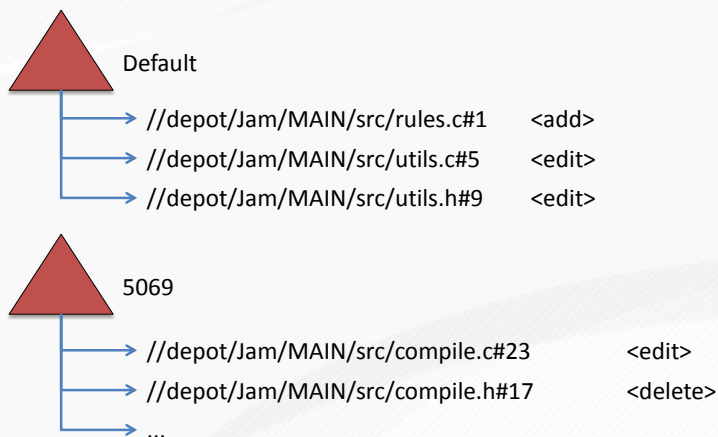 Default
//depot/Jam/MAIN/src/rules.c#1 <add>
//depot/Jam/MAIN/src/utils.c#5 <edit>
//depot/Jam/MAIN/src/utils.h#9 <edit>
5069
//depot/Jam/MAIN/src/compile.c#23 <edit>
//depot/Jam/MAIN/src/compile.h#17 <delete>
...